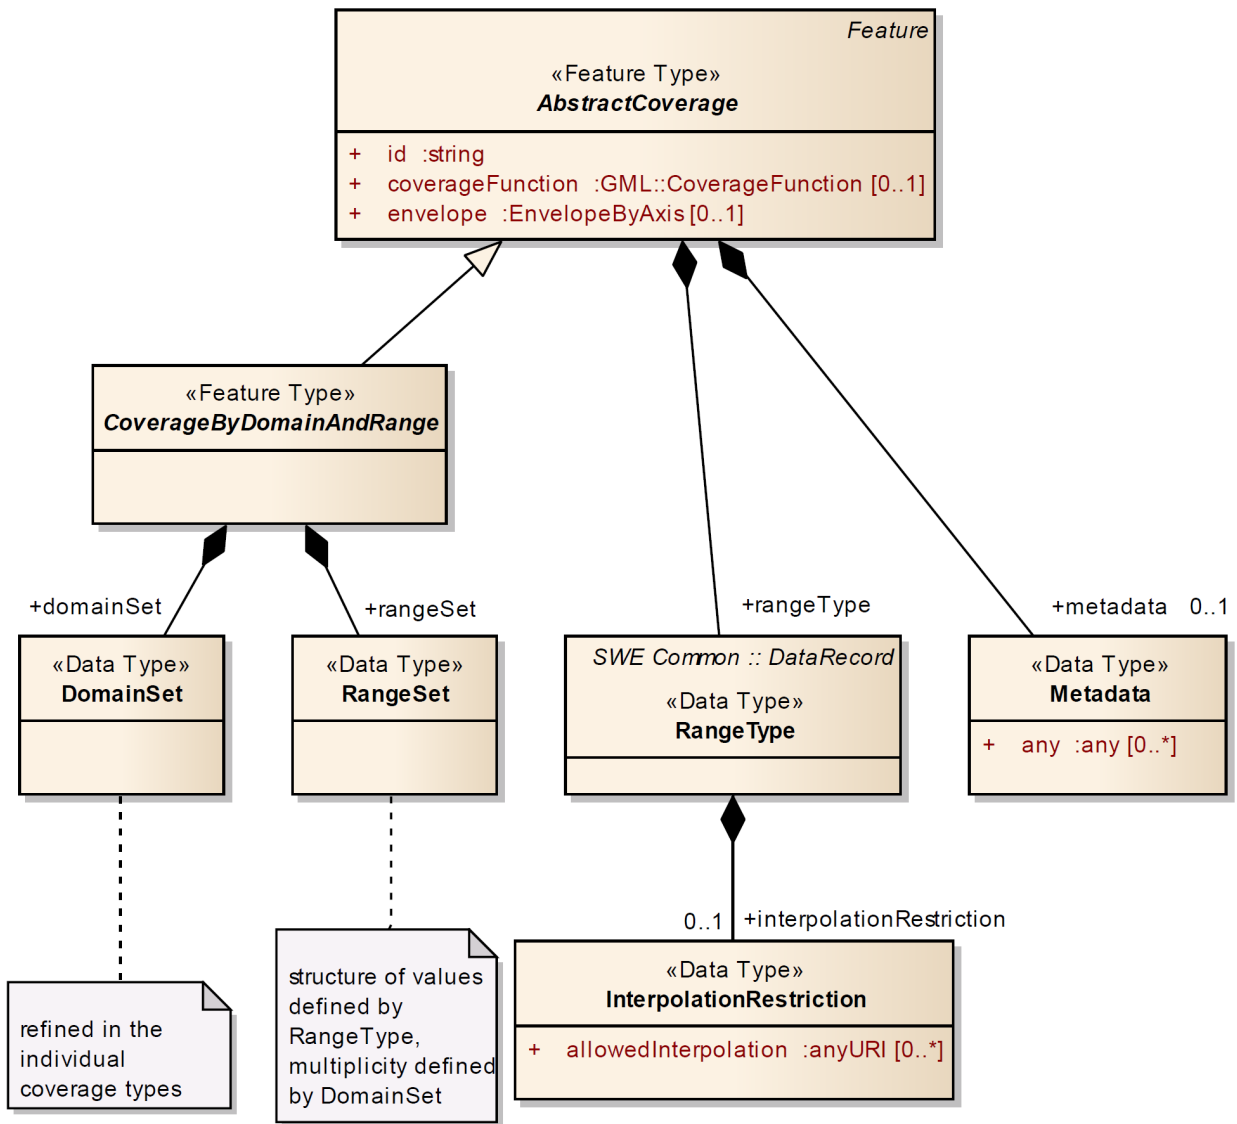 Feature
«Feature Type»
AbstractCoverage
+ id :string
+ coverageFunction :GML::CoverageFunction [0..1]
+ envelope :EnvelopeByAxis [0..1]
«Feature Type»
CoverageByDomainAndRange
+domainSet
+rangeSet
+rangeType
+metadata 0..1
«Data Type»
DomainSet
«Data Type»
RangeSet
SWE Common :: DataRecord
«Data Type»
RangeType
«Data Type»
Metadata
+ any :any [0..*]
0..1 +interpolationRestriction
«Data Type»
InterpolationRestriction
+ allowedInterpolation :anyURI [0..*]
refined in the
individual
coverage types
structure of values
defined by
RangeType,
multiplicity defined
by DomainSet